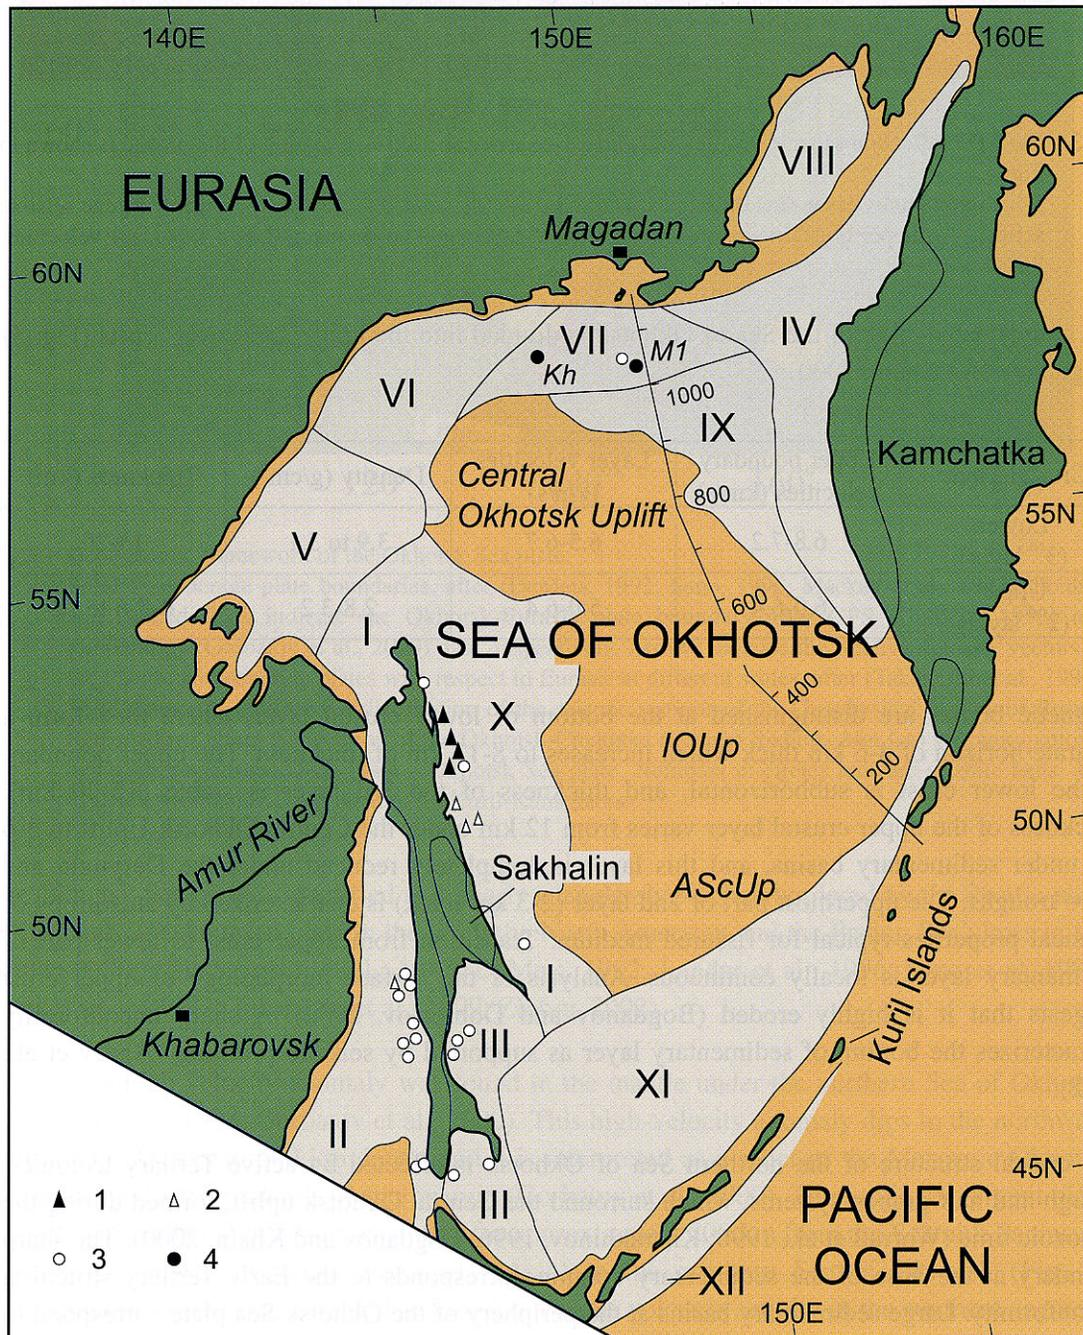 140E
150E
160E
60N
EURASIA
VIII
Magadan
60N
IV
VII
M1
Kh
VI
1000
IX
Kamchatka
Central
Okhotsk Uplift
800
55N
V
55N
600
I
SEA OF OKHOTSK
400
X
IOUp
200
50N
Amur River
Sakhalin
AScUp
50N
Kuril Islands
I
III
Khabarovsk
XI
II
45N
1
2
III
PACIFIC
OCEAN
3
4
XII
150E